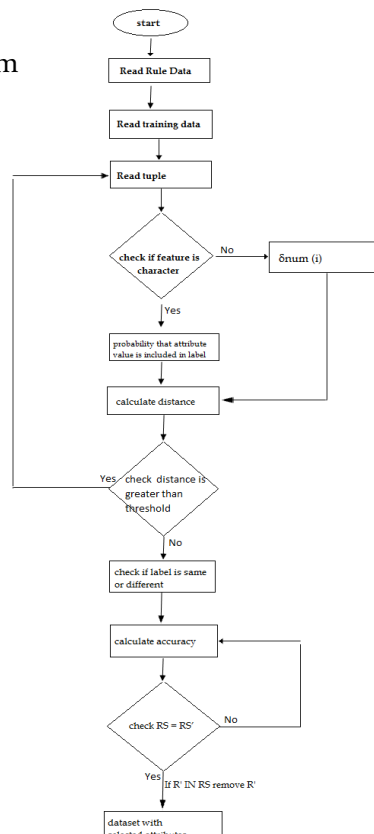 start
m
Read Rule Data
Read training data
Read tuple
check if feature is
character
No
δnum (i)
Yes
probability that attribute
value is included in label
calculate distance
Yes
check distance is
greater than
threshold
No
check if label is same
or different
calculate accuracy
check RS = RS'
No
Yes
If R' IN RS remove R'
dataset with
selected attributes